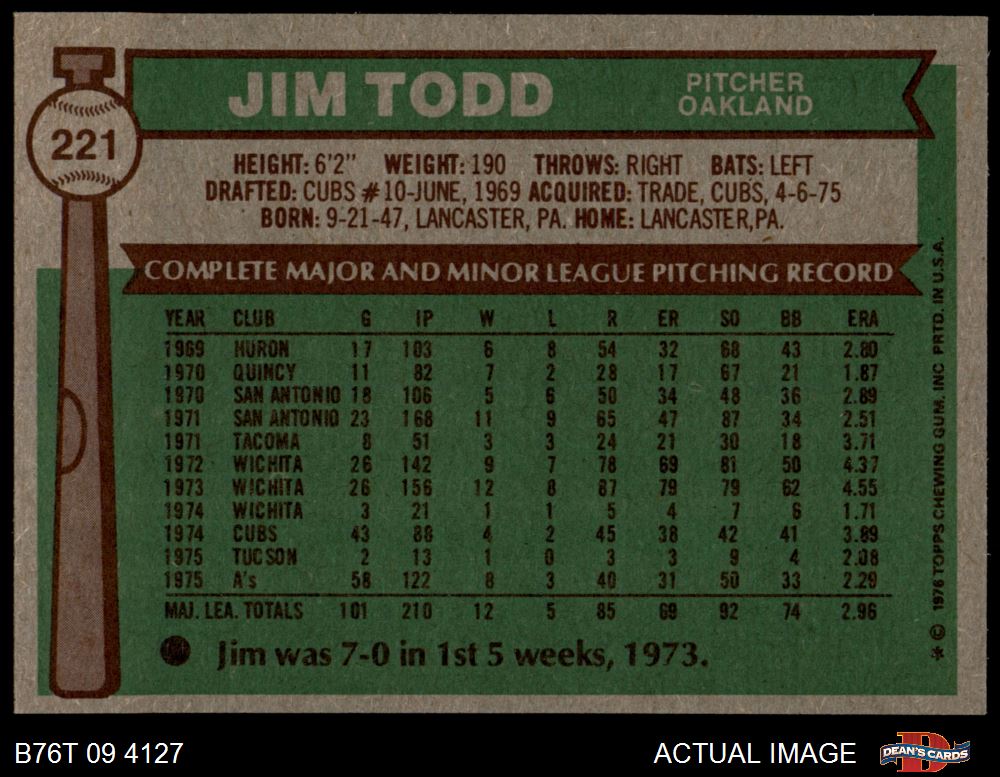 JIM TODD
PITCHER
OAKLAND
221
HEIGHT: 6'2" WEIGHT: 190 THROWS: RIGHT BATS: LEFT
DRAFTED: CUBS #10-JUNE, 1969 ACQUIRED: TRADE, CUBS, 4-6-75
BORN: 9-21-47, LANCASTER, PA. HOME: LANCASTER,PA.
COMPLETE MAJOR AND MINOR LEAGUE PITCHING RECORD
YEAR CLUB G IP W L R ER SO BB ERA
1969 HURON 17 103 6 8 54 32 68 43 2.80
1970 QUINCY 11 82 7 2 28 17 67 21 1.87
1970 SAN ANTONIO 18 106 5 6 50 34 48 36 2.89
1971 SAN ANTONIO 23 168 11 9 65 47 87 34 2.51
1971 TACOMA 8 51 3 3 24 21 30 18 3.71
1972 WICHITA 26 142 9 7 78 69 81 50 4.37
1973 WICHITA 26 156 12 8 87 79 79 62 4.55
1974 WICHITA 3 21 1 1 5 4 7 6 1.71
1974 CUBS 43 88 4 2 45 38 42 41 3.89
1975 TUCSON 2 13 1 0 3 3 9 4 2.08
1975 A's 58 122 8 3 40 31 50 33 2.29
MAJ. LEA. TOTALS 101 210 12 5 85 69 92 74 2.96
Jim was 7-0 in 1st 5 weeks, 1973.
* © 1976 TOPPS CHEWING GUM, INC PRTD. IN U.S.A.
B76T 09 4127
ACTUAL IMAGE
D
DEAN'S CARDS